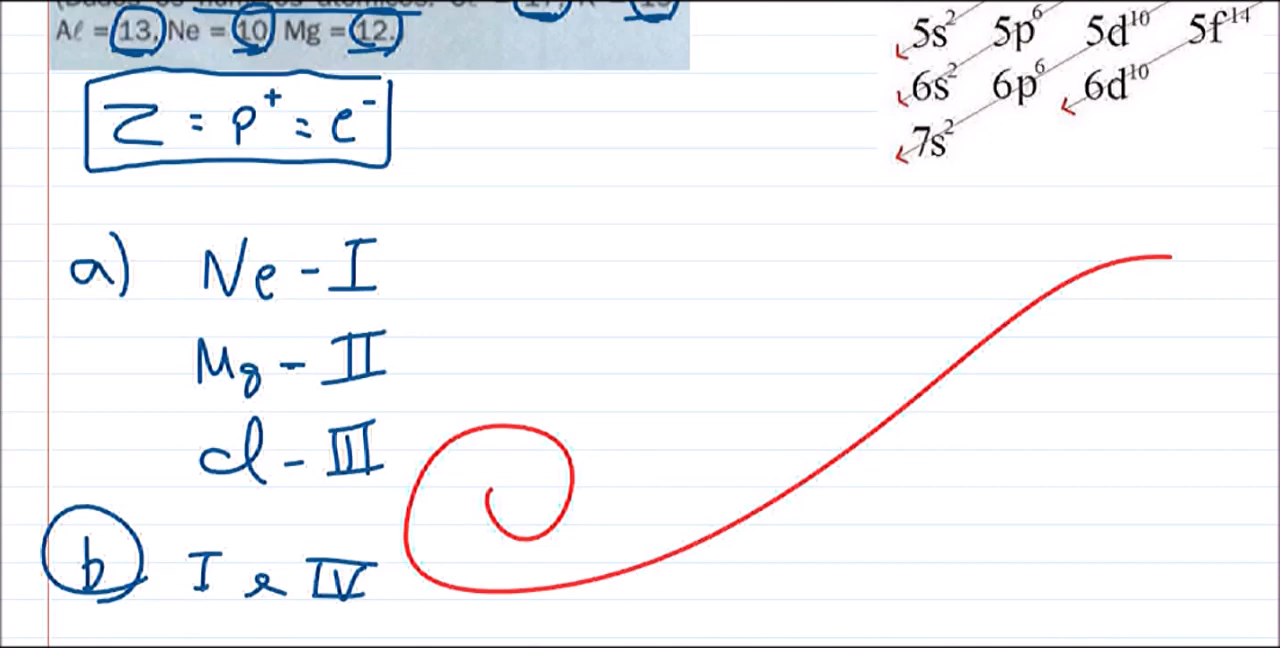 Aℓ = 13, Ne = 10, Mg = 12.)
Z = p⁺ = e⁻
a) Ne - I
Mg - II
Cl - III
b) I e IV
5s² 5p⁶ 5d¹⁰ 5f¹⁴
6s² 6p⁶ 6d¹⁰
7s²